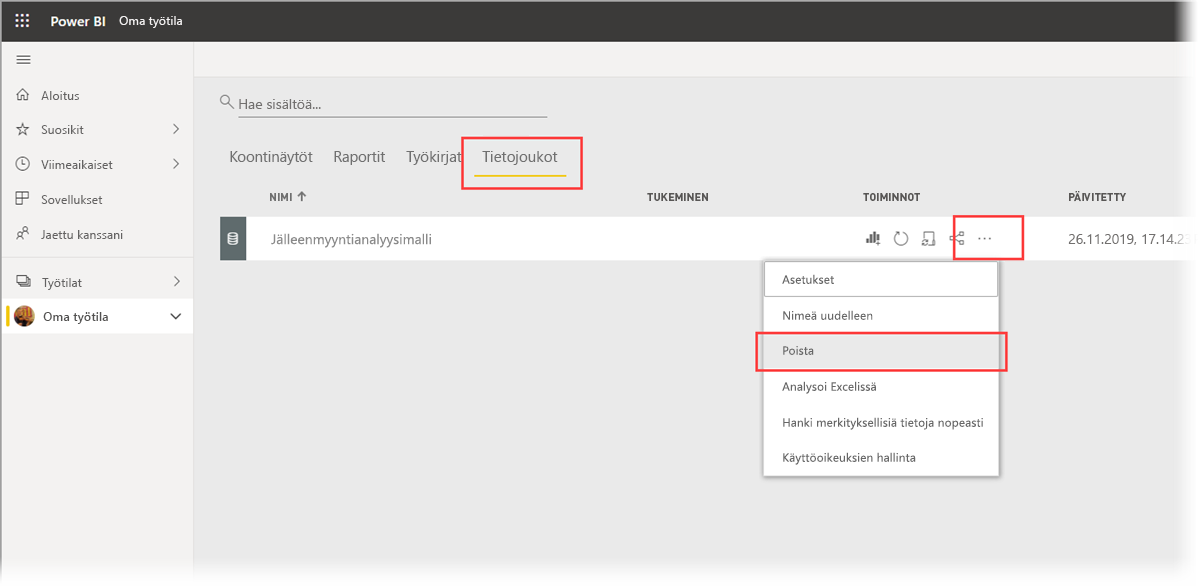 Power BI Oma työtila
Aloitus
Suosikit
Viimeaikaiset
Sovellukset
Jaettu kanssani
Työtilat
Oma työtila
Hae sisältöä...
Koontinäytöt Raportit Työkirjat Tietojoukot
NIMI TUKEMINEN TOIMINNOT PÄIVITETTY
Jälleenmyyntianalyysimalli 26.11.2019, 17.14.2
Asetukset
Nimeä uudelleen
Poista
Analysoi Excelissä
Hanki merkityksellisiä tietoja nopeasti
Käyttöoikeuksien hallinta